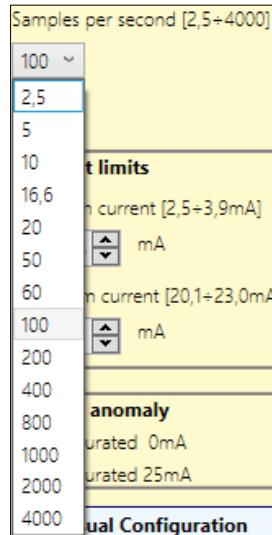 Samples per second [2,5÷4000]
100
2,5
5
10
t limits
16,6
current [2,5÷3,9mA]
20
mA
50
60
current [20,1÷23,0mA
100
mA
200
400
anomaly
800
urated 0mA
1000
urated 25mA
2000
4000
ual Configuration